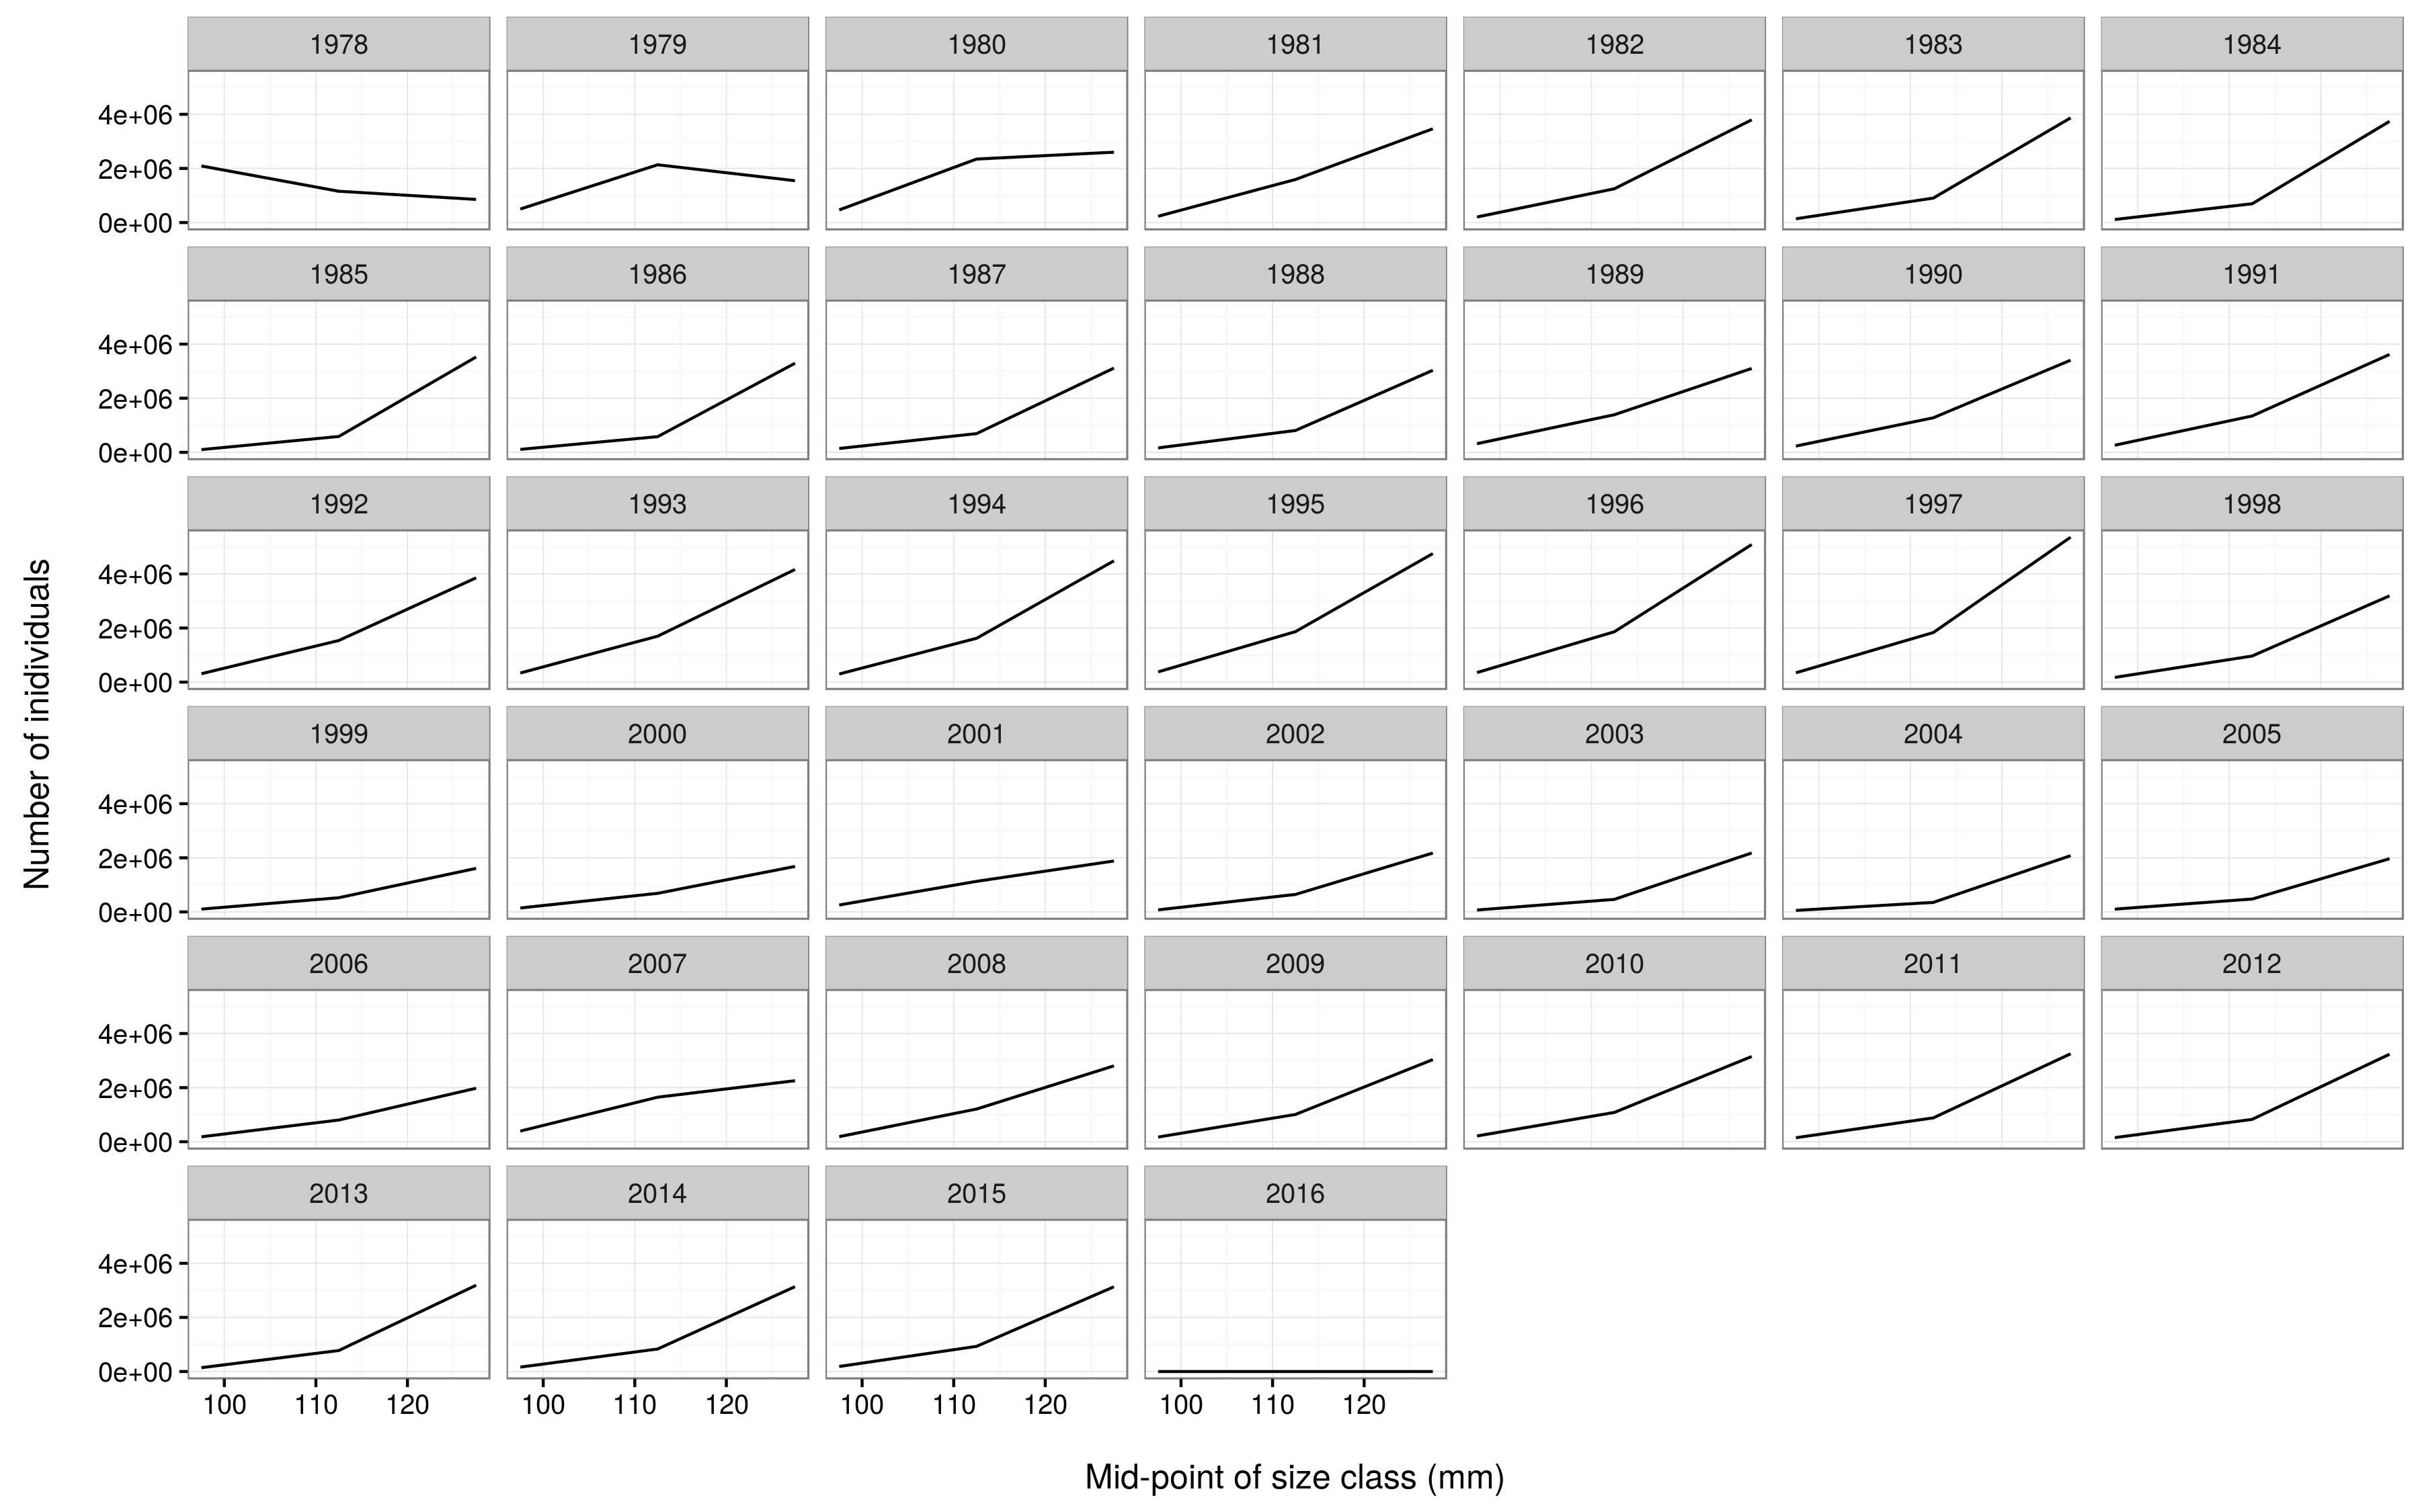 1978 1979 1980 1981 1982 1983 1984
4e+06
2e+06
0e+00
1985 1986 1987 1988 1989 1990 1991
4e+06
2e+06
0e+00
1992 1993 1994 1995 1996 1997 1998
4e+06
2e+06
0e+00
Number of inidividuals
1999 2000 2001 2002 2003 2004 2005
4e+06
2e+06
0e+00
2006 2007 2008 2009 2010 2011 2012
4e+06
2e+06
0e+00
2013 2014 2015 2016
4e+06
2e+06
0e+00
100 110 120 100 110 120 100 110 120 100 110 120
Mid-point of size class (mm)